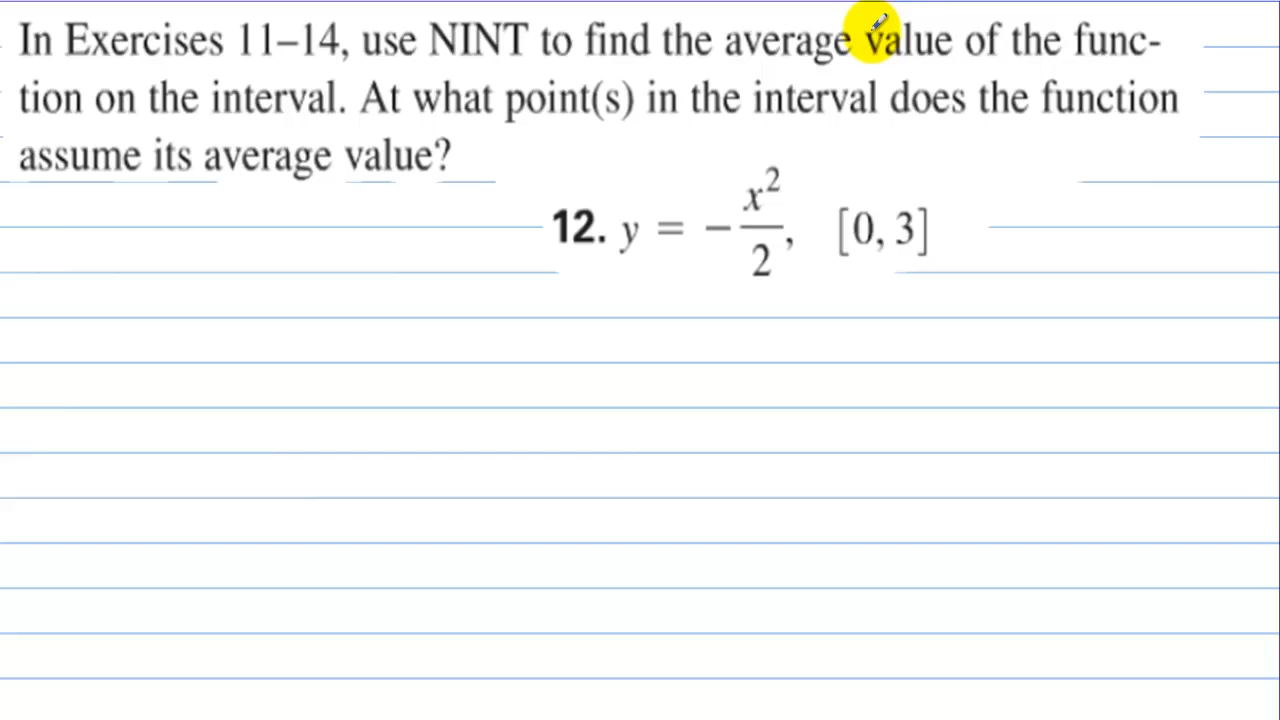 In Exercises 11–14, use NINT to find the average value of the func-
tion on the interval. At what point(s) in the interval does the function
assume its average value?
12. y = −x²/2, [0, 3]